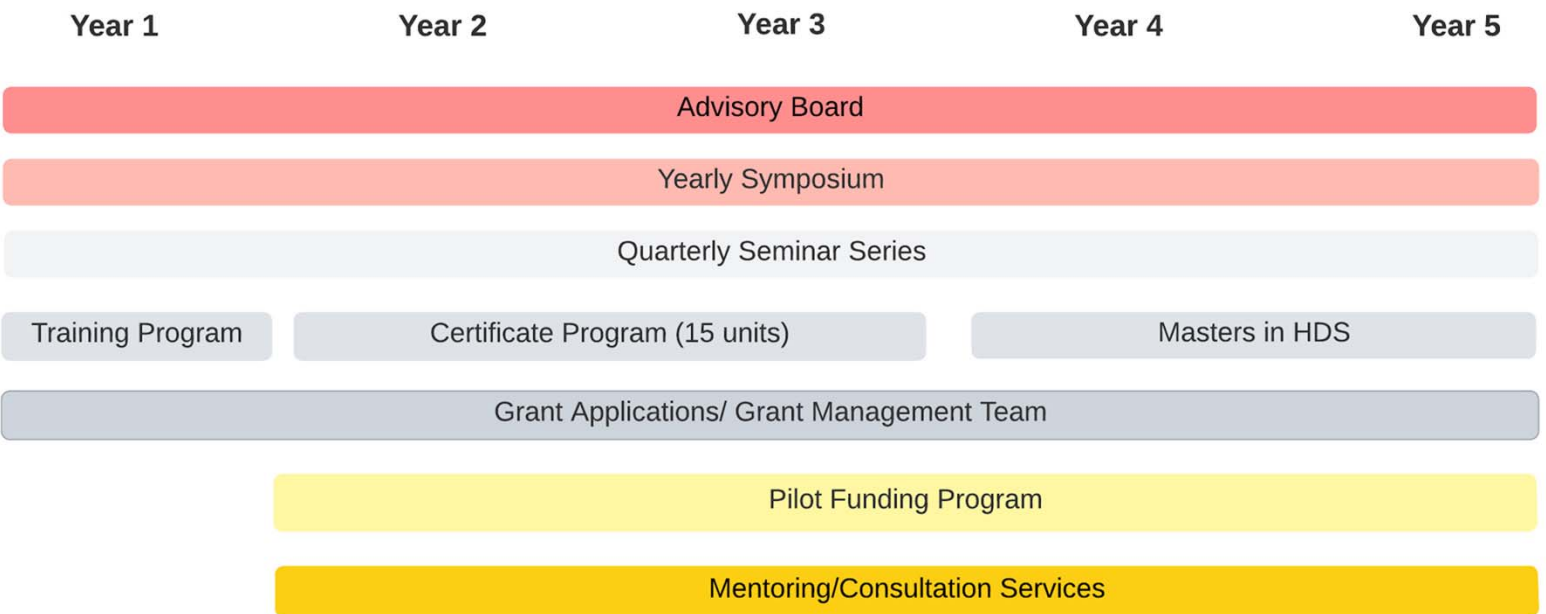 Year 1 Year 2 Year 3 Year 4 Year 5
Advisory Board
Yearly Symposium
Quarterly Seminar Series
Training Program Certificate Program (15 units) Masters in HDS
Grant Applications/ Grant Management Team
Pilot Funding Program
Mentoring/Consultation Services